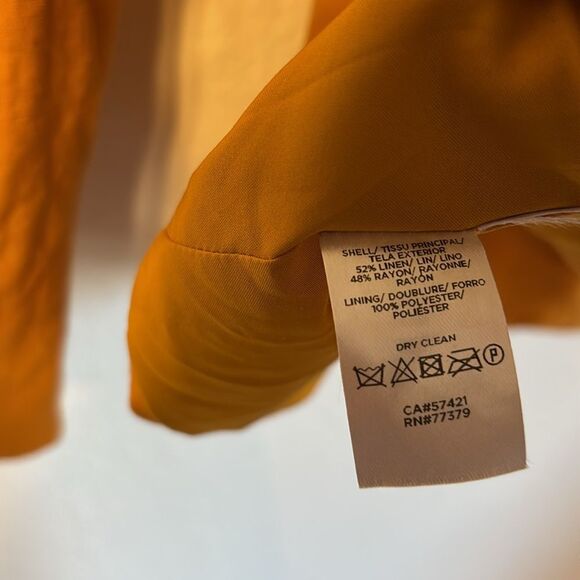 SHELL/ TISSU PRINCIPAL/
TELA EXTERIOR
52% LINEN/ LIN/ LINO
48% RAYON/ RAYONNE/
RAYÓN
LINING/ DOUBLURE/ FORRO
100% POLYESTER/
POLIÉSTER
DRY CLEAN
P
CA#57421
RN#77379